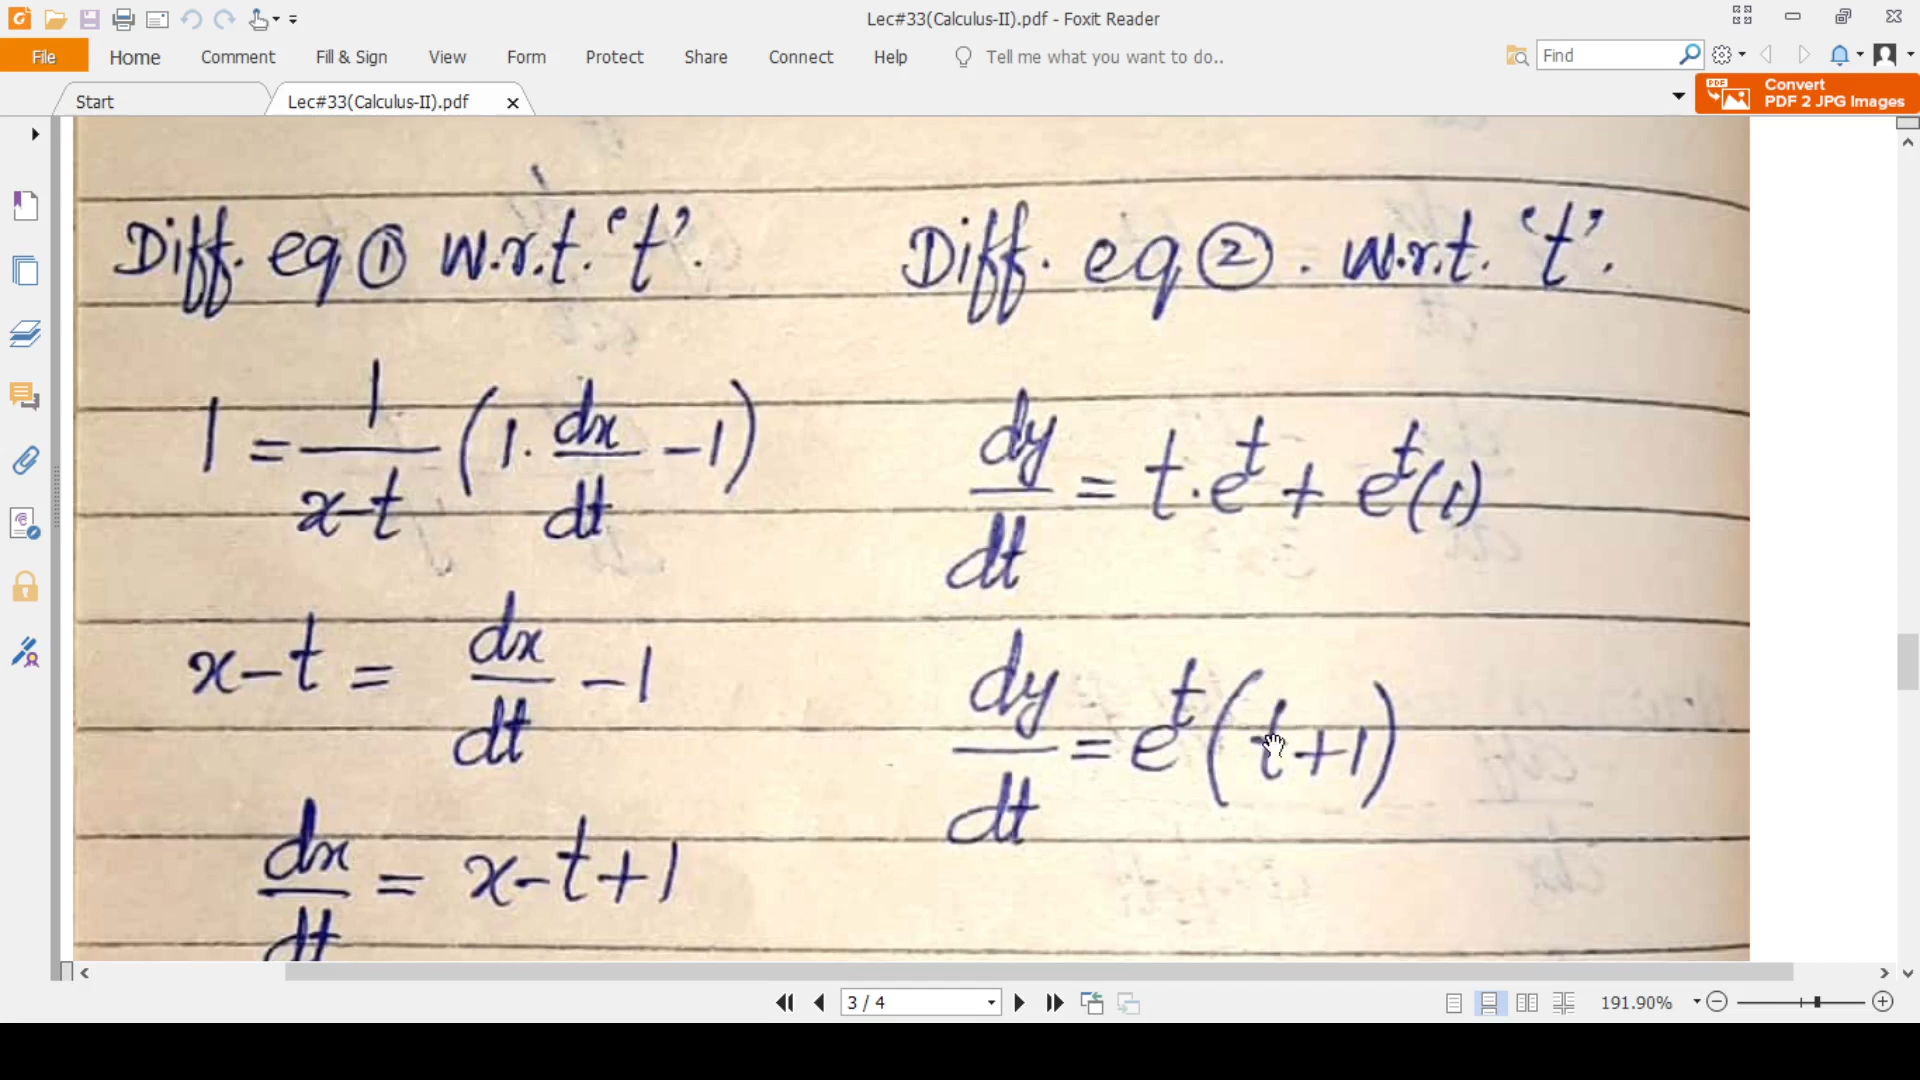 Lec#33(Calculus-II).pdf - Foxit Reader
File Home Comment Fill & Sign View Form Protect Share Connect Help Tell me what you want to do.. Find
Start Lec#33(Calculus-II).pdf
PDF Convert PDF 2 JPG Images
Diff. eq ① w.r.t. 't'.
1 = 1/(x-t) (1. dx/dt - 1)
x-t = dx/dt - 1
dx/dt = x-t+1
Diff. eq ②. w.r.t. 't'.
dy/dt = t.e^t + e^t(1)
dy/dt = e^t(t+1)
3 / 4 191.90%